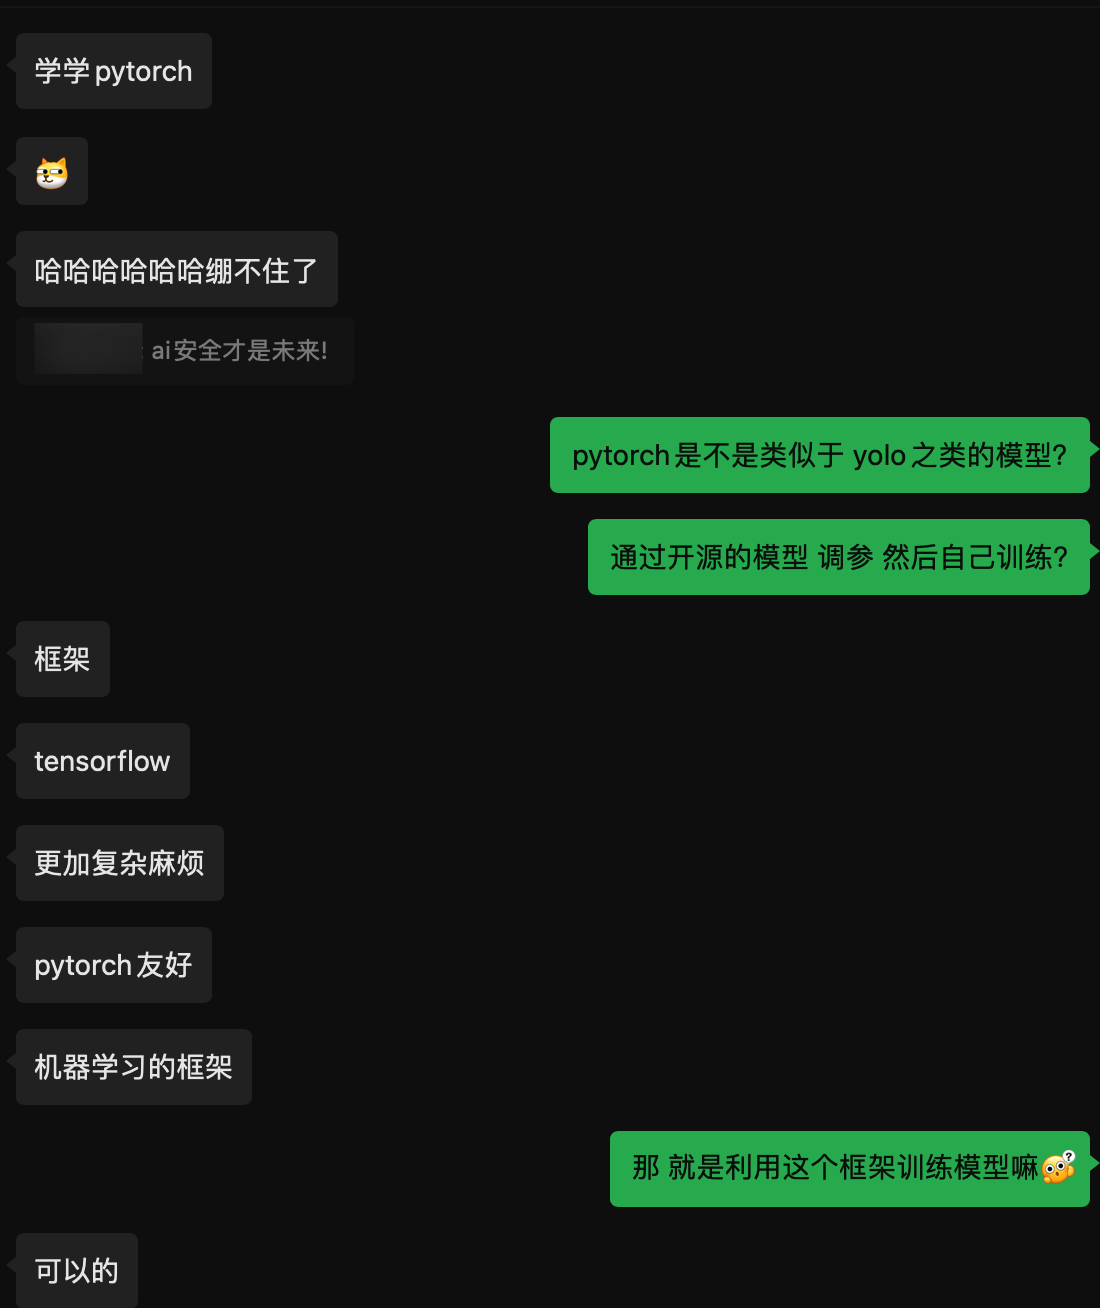 学学pytorch
哈哈哈哈哈哈绷不住了
: ai安全才是未来!
pytorch是不是类似于 yolo之类的模型?
通过开源的模型 调参 然后自己训练?
框架
tensorflow
更加复杂麻烦
pytorch友好
机器学习的框架
那 就是利用这个框架训练模型嘛
可以的